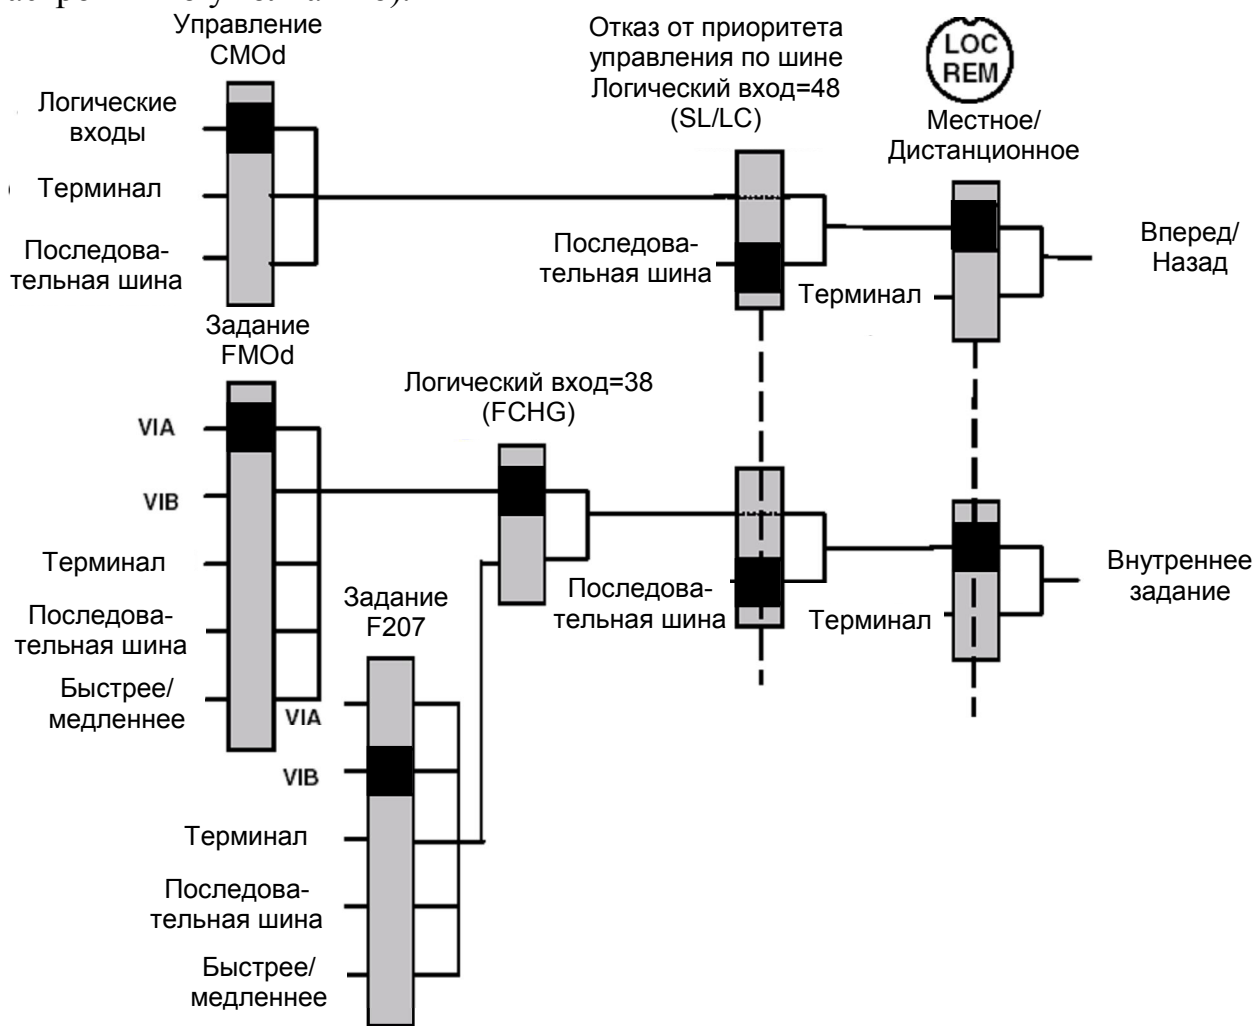 Управление
CMOd
Логические
входы
Терминал
Последова-
тельная шина
Отказ от приоритета
управления по шине
Логический вход=48
(SL/LC)
Последова-
тельная шина
LOC
REM
Местное/
Дистанционное
Терминал
Вперед/
Назад
Задание
FMOd
VIA
VIB
Терминал
Последова-
тельная шина
Быстрее/
медленнее
Логический вход=38
(FCHG)
Последова-
тельная шина
Терминал
Внутреннее
задание
Задание
F207
VIA
VIB
Терминал
Последова-
тельная шина
Быстрее/
медленнее